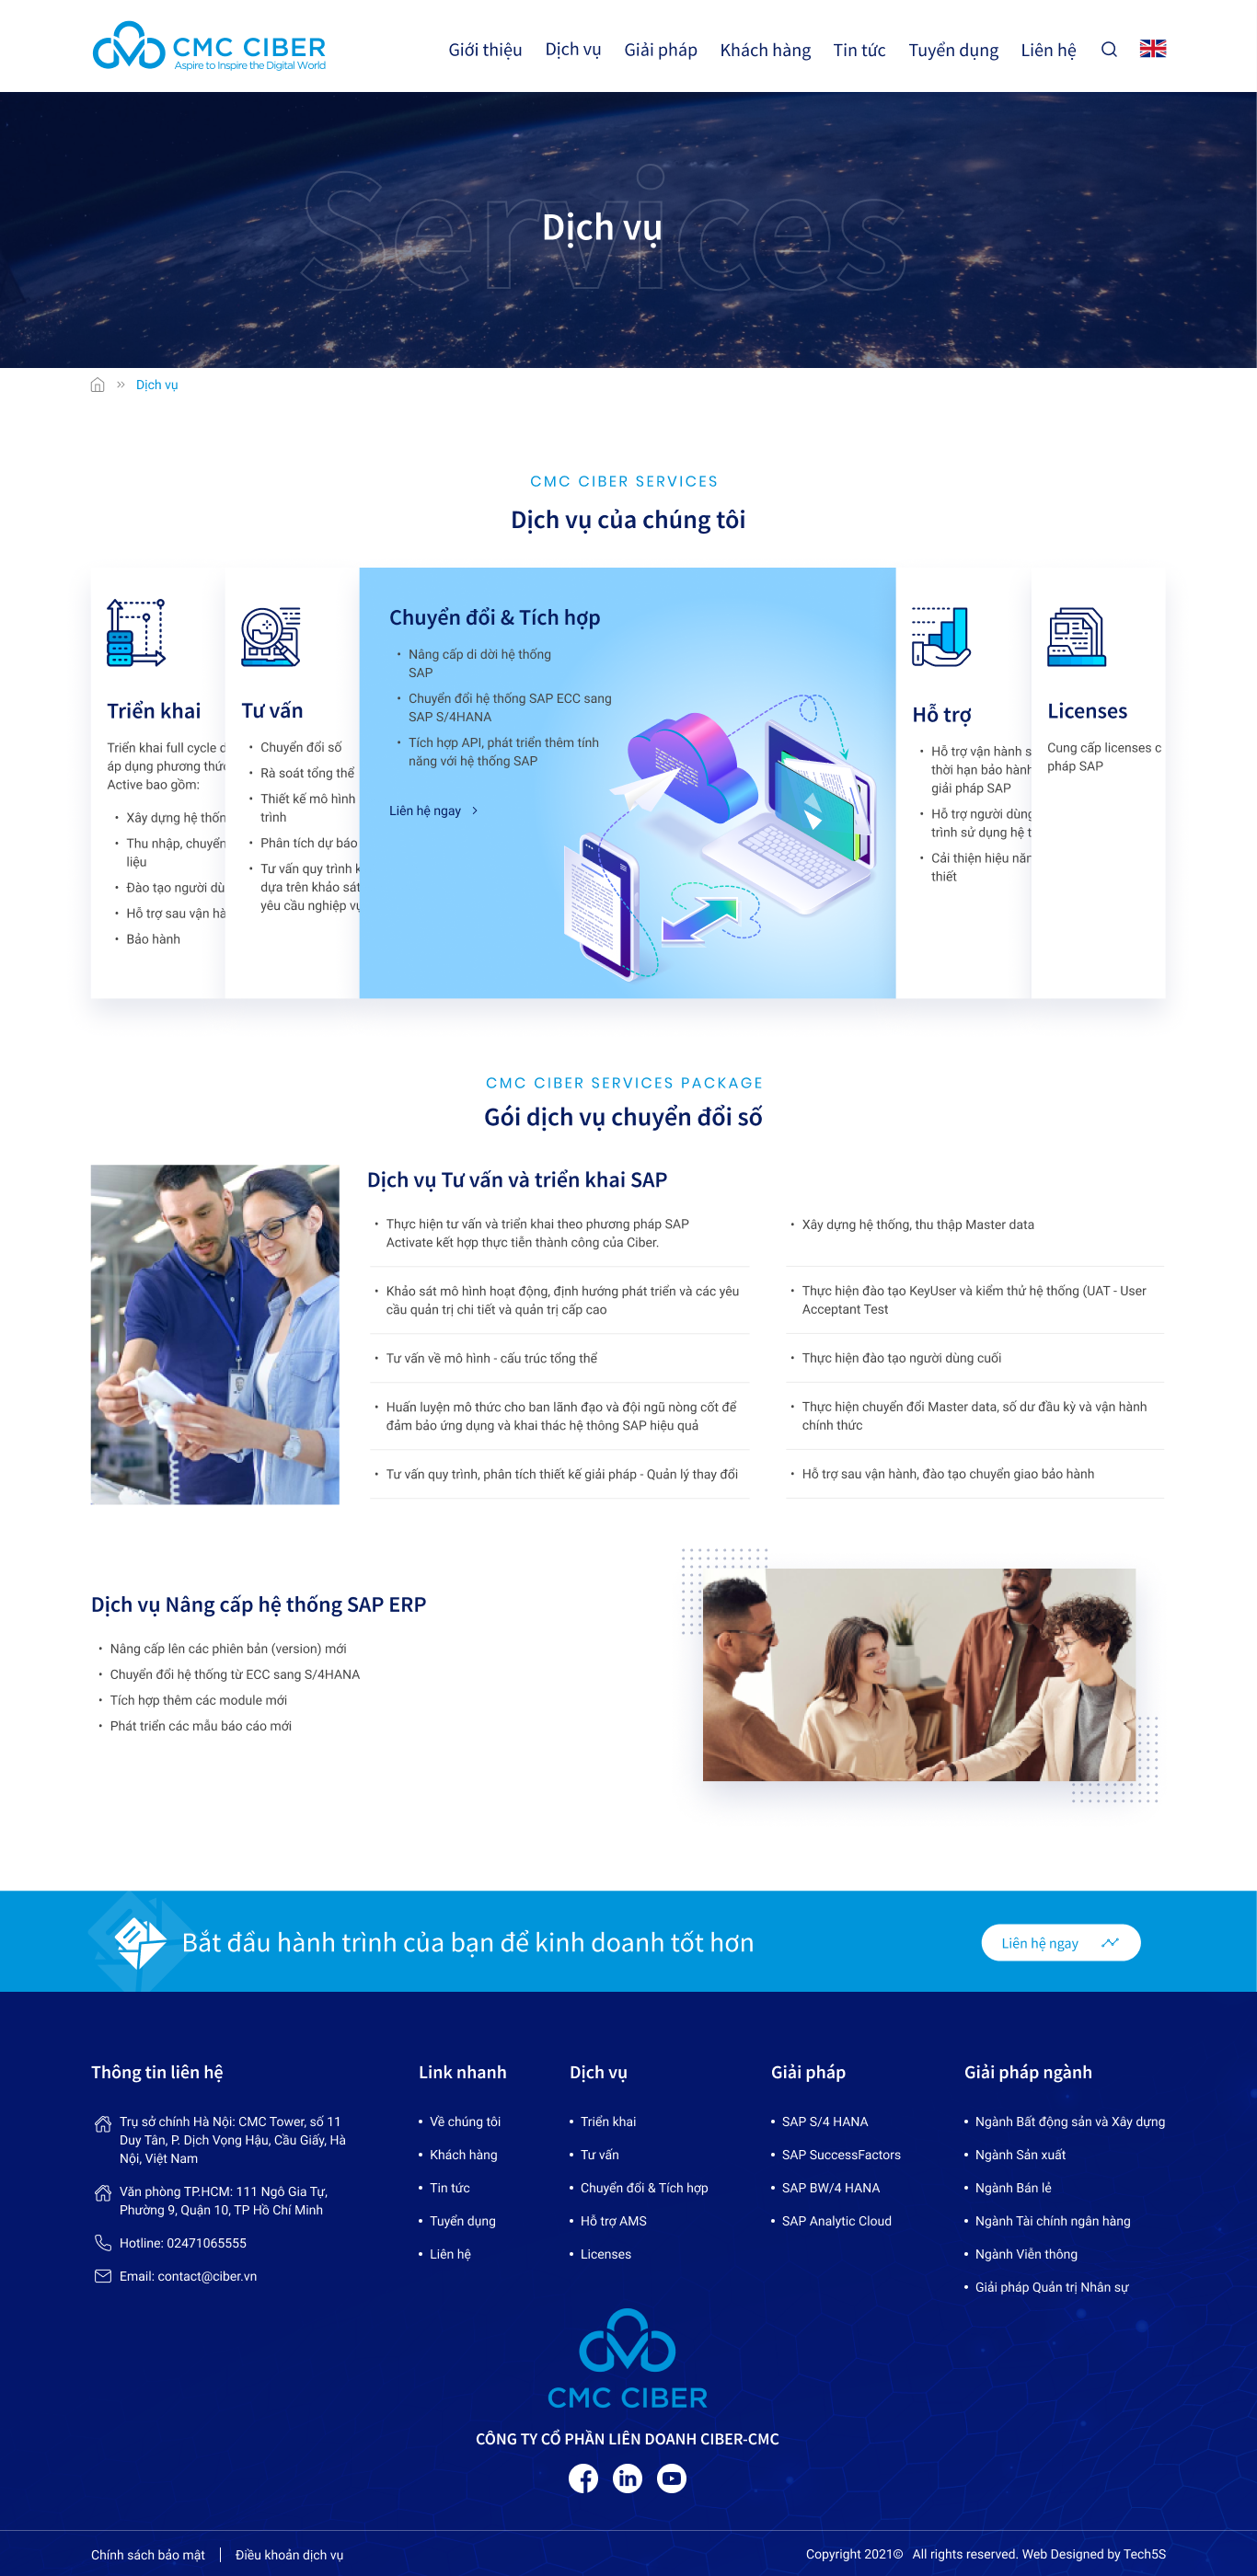 CMC CIBER
Aspire to Inspire the Digital World
Giới thiệu
Dịch vụ
Giải pháp
Khách hàng
Tin tức
Tuyển dụng
Liên hệ
Services
Dịch vụ
Dịch vụ
CMC CIBER SERVICES
Dịch vụ của chúng tôi
Triển khai
Triển khai full cycle d
áp dụng phương thức
Active bao gồm:
• Xây dựng hệ thốn
• Thu nhập, chuyển
liệu
• Đào tạo người dù
• Hỗ trợ sau vận hà
• Bảo hành
Tư vấn
• Chuyển đổi số
• Rà soát tổng thể
• Thiết kế mô hình
trình
• Phân tích dự báo
• Tư vấn quy trình k
dựa trên khảo sát
yêu cầu nghiệp vụ
Chuyển đổi & Tích hợp
• Nâng cấp di dời hệ thống
SAP
• Chuyển đổi hệ thống SAP ECC sang
SAP S/4HANA
• Tích hợp API, phát triển thêm tính
năng với hệ thống SAP
Liên hệ ngay
Hỗ trợ
• Hỗ trợ vận hành s
thời hạn bảo hành
giải pháp SAP
• Hỗ trợ người dùng
trình sử dụng hệ t
• Cải thiện hiệu năn
thiết
Licenses
Cung cấp licenses c
pháp SAP
CMC CIBER SERVICES PACKAGE
Gói dịch vụ chuyển đổi số
Dịch vụ Tư vấn và triển khai SAP
• Thực hiện tư vấn và triển khai theo phương pháp SAP
Activate kết hợp thực tiễn thành công của Ciber.
• Khảo sát mô hình hoạt động, định hướng phát triển và các yêu
cầu quản trị chi tiết và quản trị cấp cao
• Tư vấn về mô hình - cấu trúc tổng thể
• Huấn luyện mô thức cho ban lãnh đạo và đội ngũ nòng cốt để
đảm bảo ứng dụng và khai thác hệ thông SAP hiệu quả
• Tư vấn quy trình, phân tích thiết kế giải pháp - Quản lý thay đổi
• Xây dựng hệ thống, thu thập Master data
• Thực hiện đào tạo KeyUser và kiểm thử hệ thống (UAT - User
Acceptant Test
• Thực hiện đào tạo người dùng cuối
• Thực hiện chuyển đổi Master data, số dư đầu kỳ và vận hành
chính thức
• Hỗ trợ sau vận hành, đào tạo chuyển giao bảo hành
Dịch vụ Nâng cấp hệ thống SAP ERP
• Nâng cấp lên các phiên bản (version) mới
• Chuyển đổi hệ thống từ ECC sang S/4HANA
• Tích hợp thêm các module mới
• Phát triển các mẫu báo cáo mới
Bắt đầu hành trình của bạn để kinh doanh tốt hơn
Liên hệ ngay
Thông tin liên hệ
Trụ sở chính Hà Nội: CMC Tower, số 11
Duy Tân, P. Dịch Vọng Hậu, Cầu Giấy, Hà
Nội, Việt Nam
Văn phòng TP.HCM: 111 Ngô Gia Tự,
Phường 9, Quận 10, TP Hồ Chí Minh
Hotline: 02471065555
Email: contact@ciber.vn
Link nhanh
• Về chúng tôi
• Khách hàng
• Tin tức
• Tuyển dụng
• Liên hệ
Dịch vụ
• Triển khai
• Tư vấn
• Chuyển đổi & Tích hợp
• Hỗ trợ AMS
• Licenses
Giải pháp
• SAP S/4 HANA
• SAP SuccessFactors
• SAP BW/4 HANA
• SAP Analytic Cloud
Giải pháp ngành
• Ngành Bất động sản và Xây dựng
• Ngành Sản xuất
• Ngành Bán lẻ
• Ngành Tài chính ngân hàng
• Ngành Viễn thông
• Giải pháp Quản trị Nhân sự
CMC CIBER
CÔNG TY CỔ PHẦN LIÊN DOANH CIBER-CMC
Chính sách bảo mật
Điều khoản dịch vụ
Copyright 2021© All rights reserved. Web Designed by Tech5S